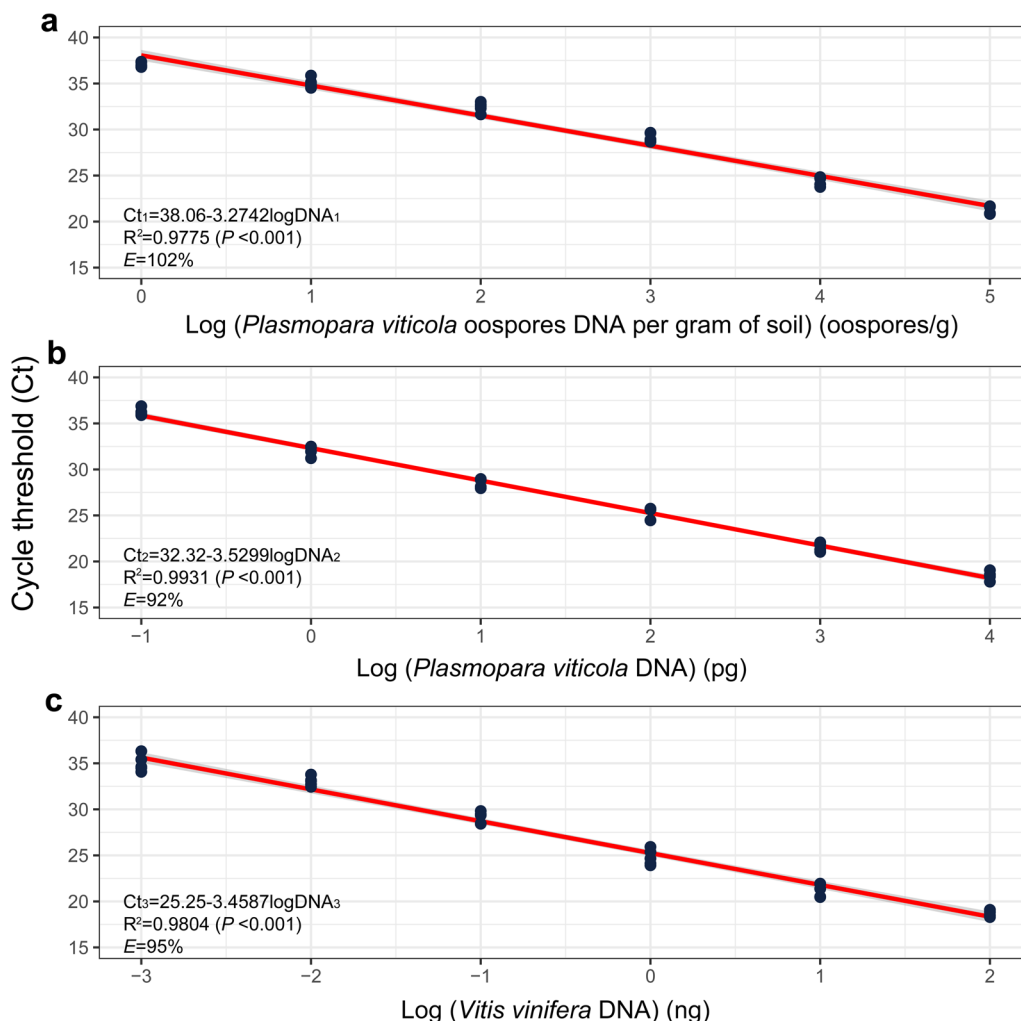 a
40
35
30
25
20
15
Ct₁=38.06-3.2742logDNA₁
R²=0.9775 (P <0.001)
E=102%
0 1 2 3 4 5
Log (Plasmopara viticola oospores DNA per gram of soil) (oospores/g)
Cycle threshold (Ct)
b
40
35
30
25
20
15
Ct₂=32.32-3.5299logDNA₂
R²=0.9931 (P <0.001)
E=92%
−1 0 1 2 3 4
Log (Plasmopara viticola DNA) (pg)
c
40
35
30
25
20
15
Ct₃=25.25-3.4587logDNA₃
R²=0.9804 (P <0.001)
E=95%
−3 −2 −1 0 1 2
Log (Vitis vinifera DNA) (ng)